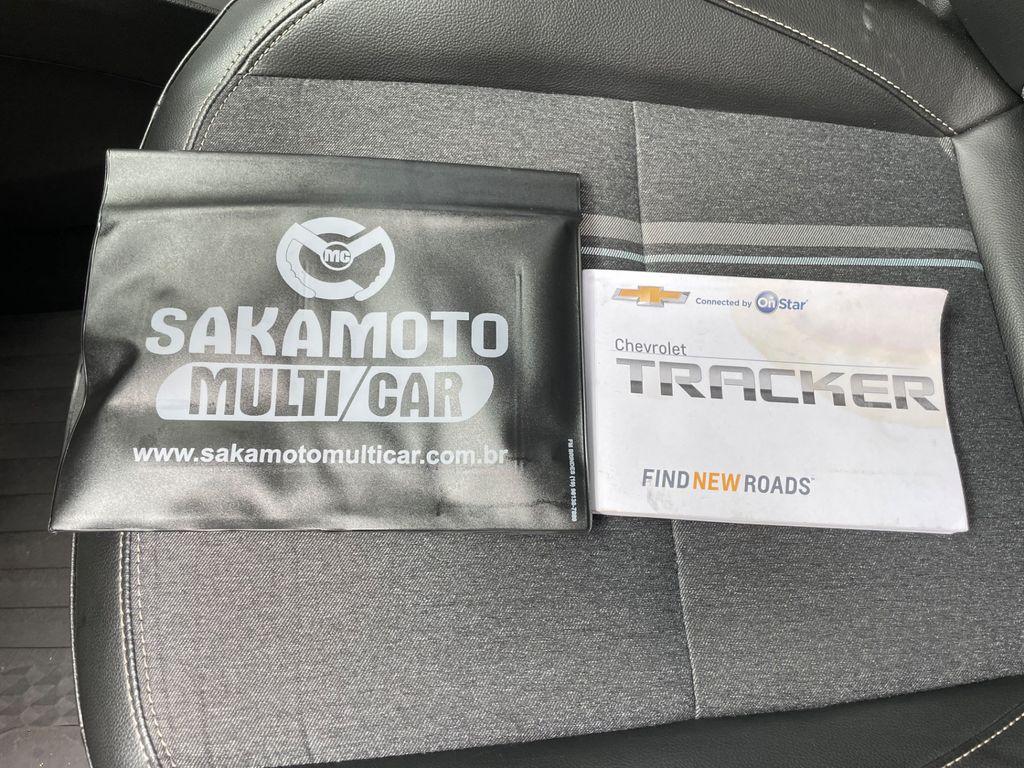 MC
SAKAMOTO
MULTI/CAR
www.sakamotomulticar.com.br
Connected by OnStar
Chevrolet
TRACKER
FIND NEW ROADS